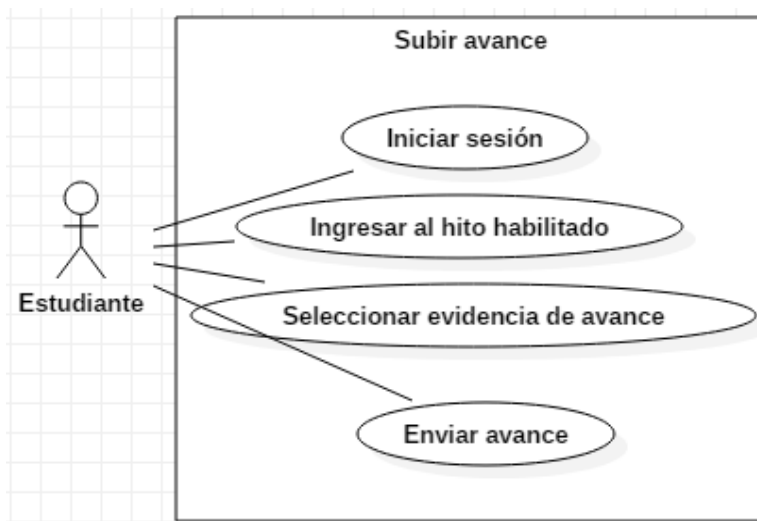 Subir avance
Iniciar sesión
Ingresar al hito habilitado
Estudiante
Seleccionar evidencia de avance
Enviar avance